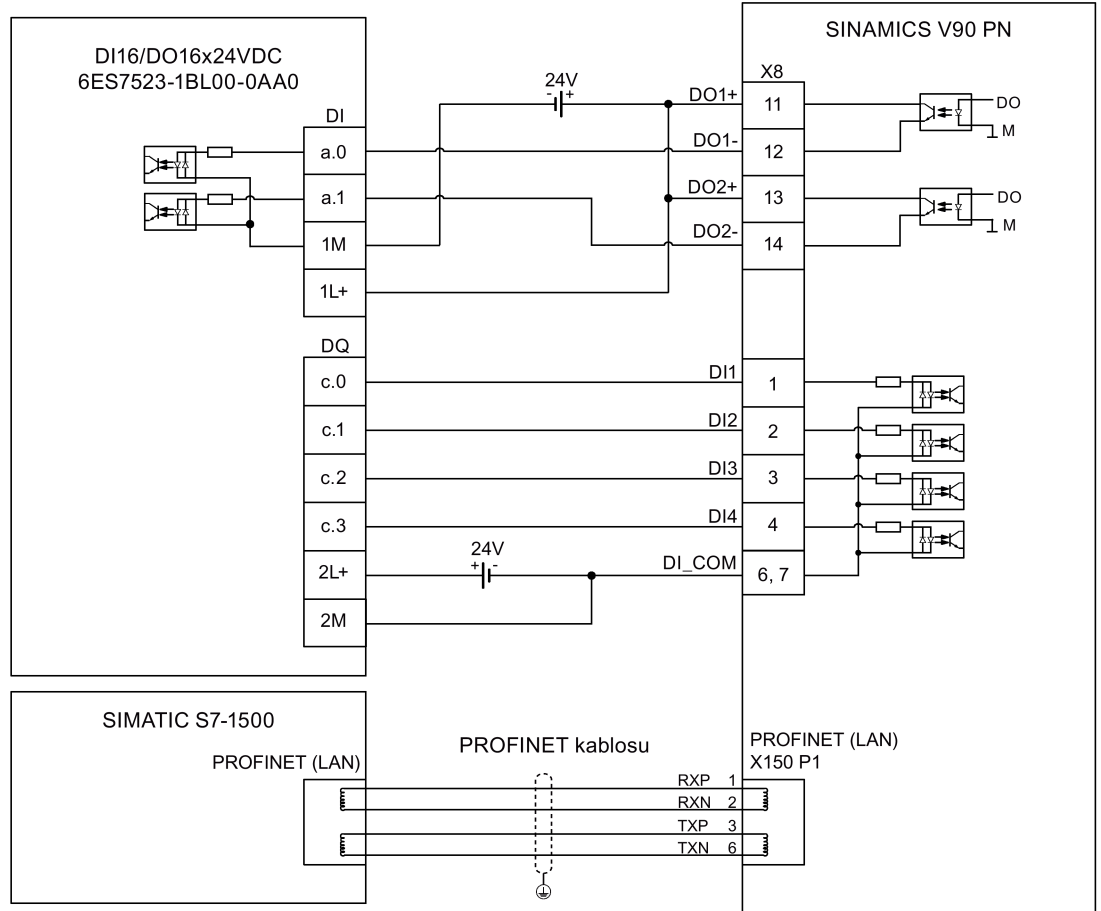 DI16/DO16x24VDC
6ES7523-1BL00-0AA0
SINAMICS V90 PN
DI
a.0
a.1
1M
1L+
24V
- +
DO1+
DO1-
DO2+
DO2-
X8
11
12
13
14
DO
M
DO
M
DQ
c.0
c.1
c.2
c.3
2L+
2M
24V
+ -
DI1
DI2
DI3
DI4
DI_COM
1
2
3
4
6, 7
SIMATIC S7-1500
PROFINET (LAN)
PROFINET kablosu
PROFINET (LAN)
X150 P1
RXP 1
RXN 2
TXP 3
TXN 6